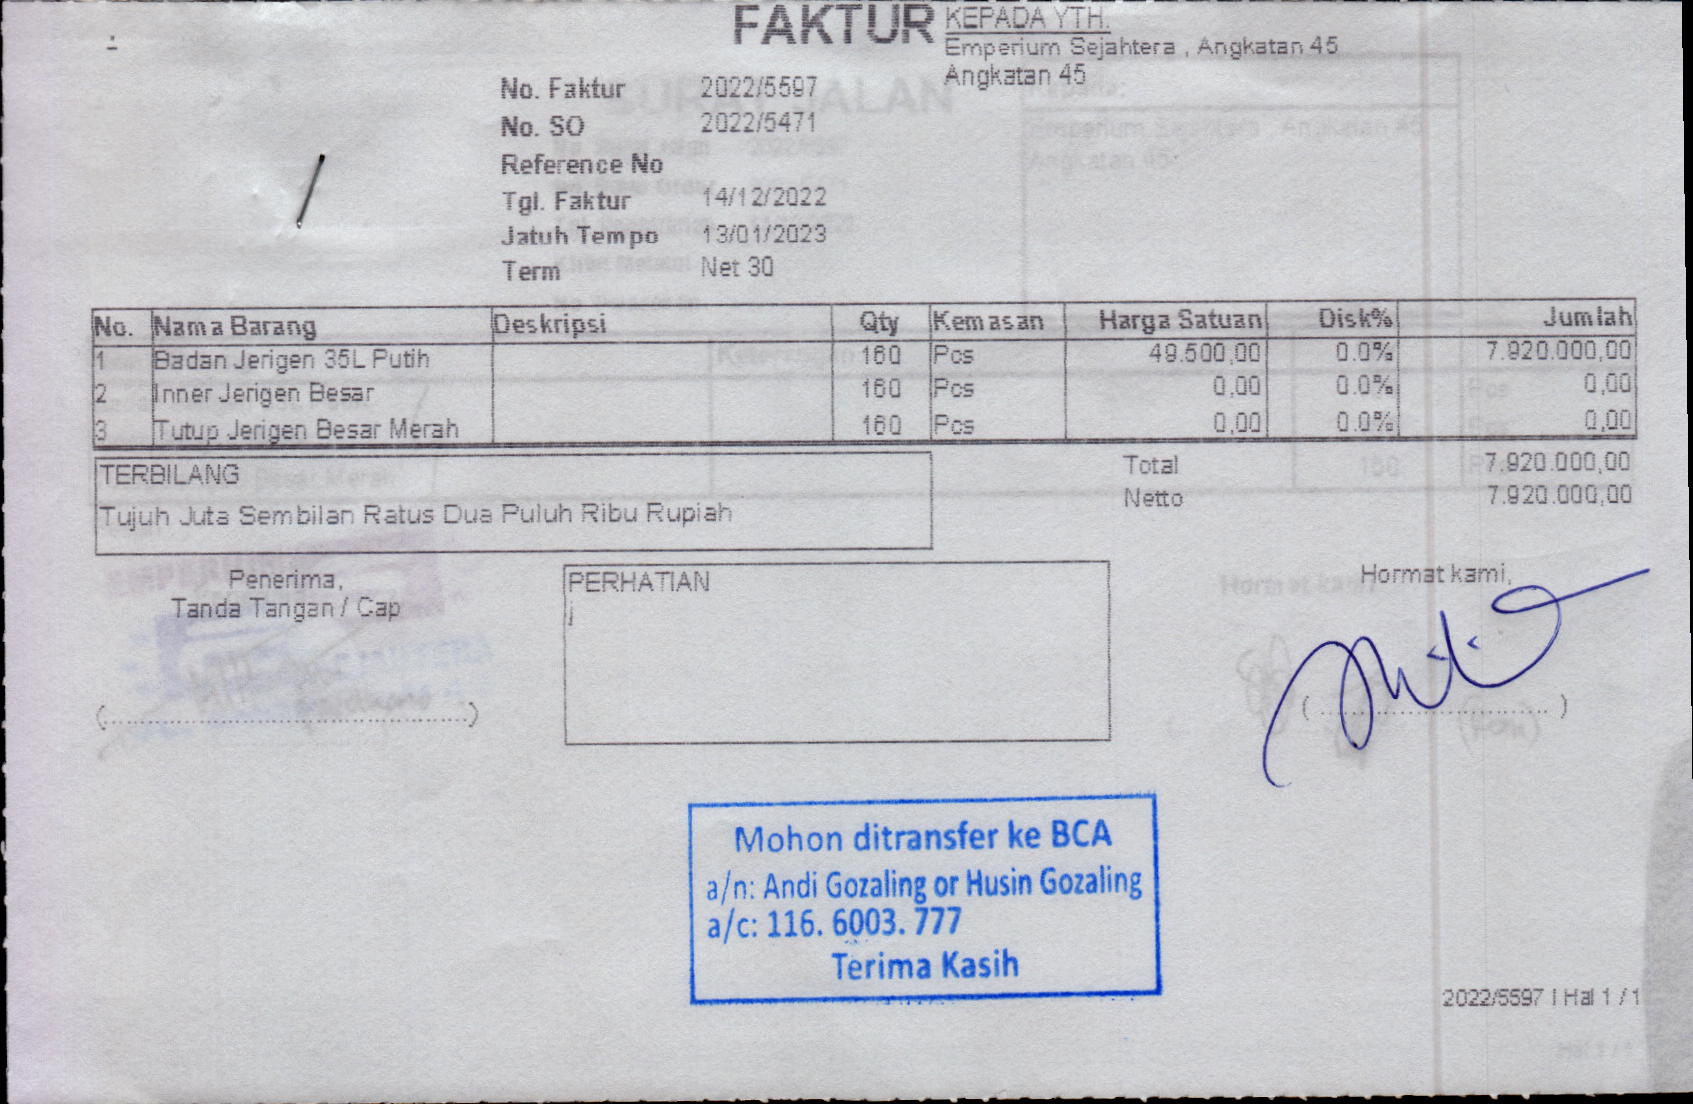 FAKTUR
KEPADA YTH.
Emperium Sejahtera , Angkatan 45
Angkatan 45
No. Faktur 2022/5597
No. SO 2022/5471
Reference No
Tgl. Faktur 14/12/2022
Jatuh Tempo 13/01/2023
Term Net 30
No. Nama Barang Deskripsi Qty Kemasan Harga Satuan Disk% Jumlah
1 Badan Jerigen 35L Putih 160 Pcs 49.500,00 0.0% 7.920.000,00
2 Inner Jerigen Besar 160 Pcs 0,00 0.0% 0,00
3 Tutup Jerigen Besar Merah 160 Pcs 0,00 0.0% 0,00
TERBILANG
Tujuh Juta Sembilan Ratus Dua Puluh Ribu Rupiah
Total 7.920.000,00
Netto 7.920.000,00
Penerima,
Tanda Tangan / Cap
(..........................................................)
PERHATIAN
j
Hormat kami,
( .................................... )
Mohon ditransfer ke BCA
a/n: Andi Gozaling or Husin Gozaling
a/c: 116. 6003. 777
Terima Kasih
2022/5597 | Hal 1 / 1